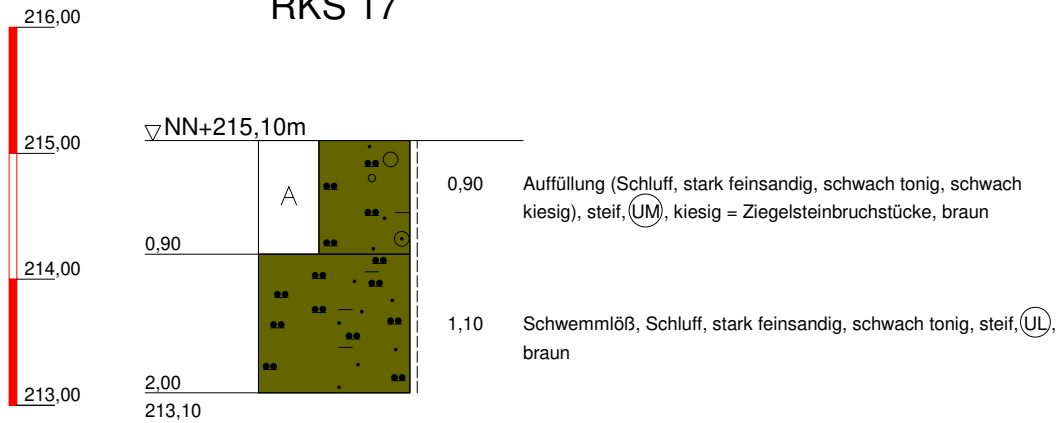 RKS 17
216,00
215,00
214,00
213,00
NN+215,10m
A
0,90
2,00
213,10
0,90 Auffüllung (Schluff, stark feinsandig, schwach tonig, schwach
kiesig), steif, UM, kiesig = Ziegelsteinbruchstücke, braun
1,10 Schwemmlöß, Schluff, stark feinsandig, schwach tonig, steif, UL,
braun